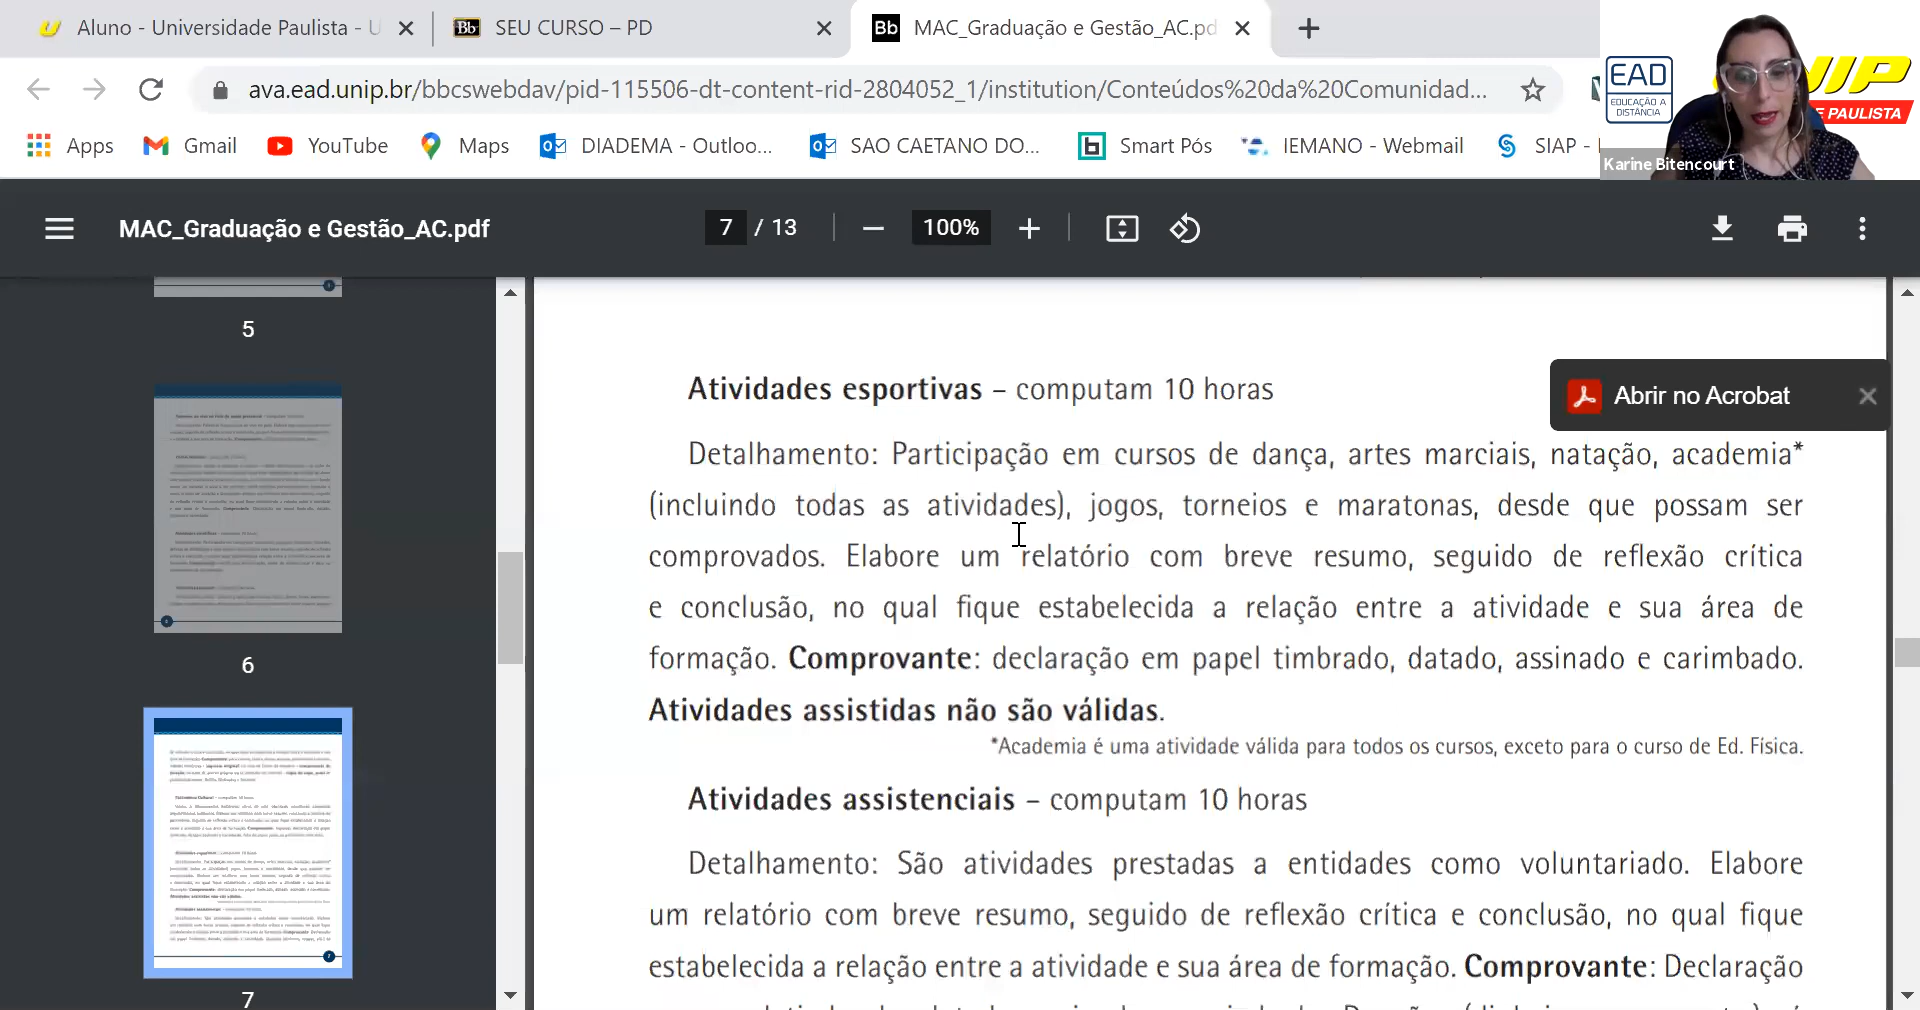 Aluno - Universidade Paulista - U
SEU CURSO – PD
Bb MAC_Graduação e Gestão_AC.pd
ava.ead.unip.br/bbcswebdav/pid-115506-dt-content-rid-2804052_1/institution/Conteúdos%20da%20Comunidad...
Apps Gmail YouTube Maps DIADEMA - Outloo... SAO CAETANO DO... Smart Pós IEMANO - Webmail SIAP -
EAD
EDUCAÇÃO A
DISTÂNCIA
E PAULISTA
Karine Bitencourt
MAC_Graduação e Gestão_AC.pdf 7 / 13 100%
5
6
7
Abrir no Acrobat
Atividades esportivas – computam 10 horas
Detalhamento: Participação em cursos de dança, artes marciais, natação, academia*
(incluindo todas as atividades), jogos, torneios e maratonas, desde que possam ser
comprovados. Elabore um relatório com breve resumo, seguido de reflexão crítica
e conclusão, no qual fique estabelecida a relação entre a atividade e sua área de
formação. Comprovante: declaração em papel timbrado, datado, assinado e carimbado.
Atividades assistidas não são válidas.
*Academia é uma atividade válida para todos os cursos, exceto para o curso de Ed. Física.
Atividades assistenciais – computam 10 horas
Detalhamento: São atividades prestadas a entidades como voluntariado. Elabore
um relatório com breve resumo, seguido de reflexão crítica e conclusão, no qual fique
estabelecida a relação entre a atividade e sua área de formação. Comprovante: Declaração